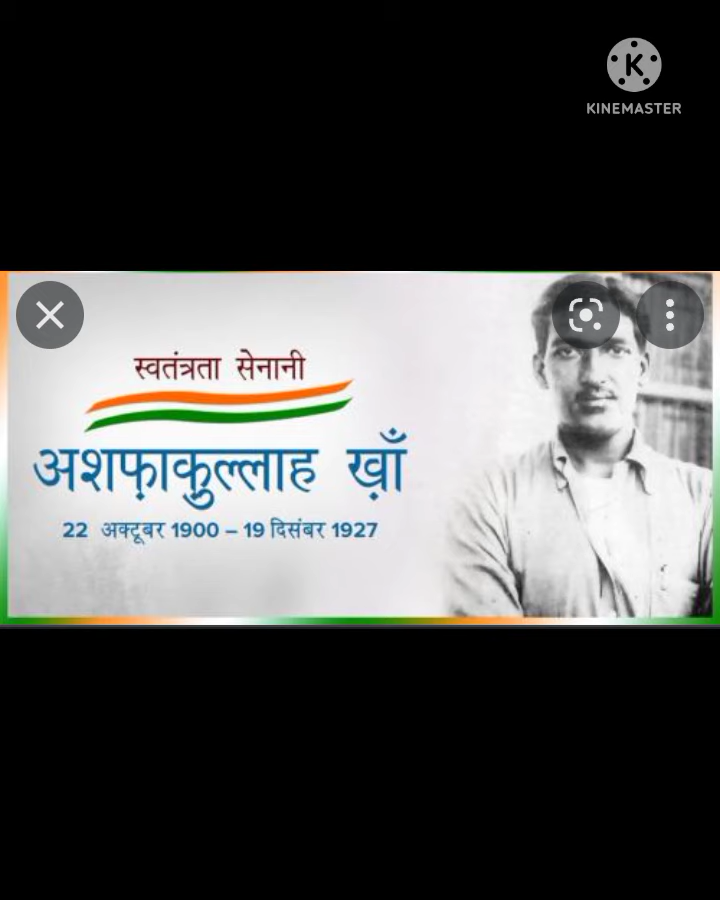 KINEMASTER
स्वतंत्रता सेनानी
अशफ़ाकुल्लाह ख़ाँ
22 अक्टूबर 1900 – 19 दिसंबर 1927